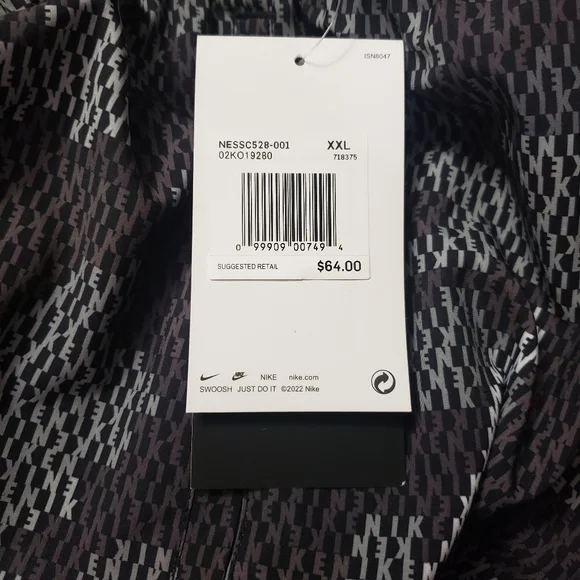 ISN8047
NESSC528-001 XXL
02KO19280 718375
0 99909 00749 4
SUGGESTED RETAIL $64.00
NIKE nike.com
SWOOSH JUST DO IT ©2022 Nike